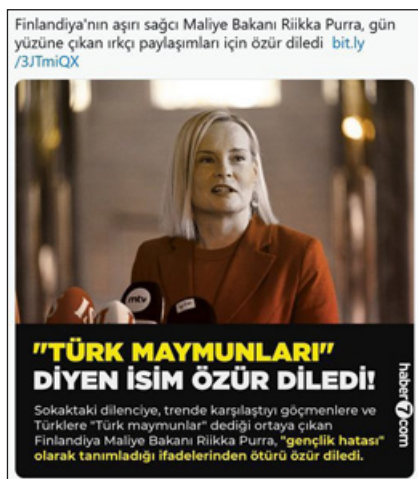 Finlandiya'nın aşırı sağcı Maliye Bakanı Riikka Purra, gün
yüzüne çıkan ırkçı paylaşımları için özür diledi bit.ly
/3JTmiQX
mtv
"TÜRK MAYMUNLARI"
DİYEN İSİM ÖZÜR DİLEDİ!
Sokaktaki dilenciye, trende karşılaştıyı göçmenlere ve
Türklere "Türk maymunlar" dediği ortaya çıkan
Finlandiya Maliye Bakanı Riikka Purra, "gençlik hatası"
olarak tanımladığı ifadelerinden ötürü özür diledi.
haber7com